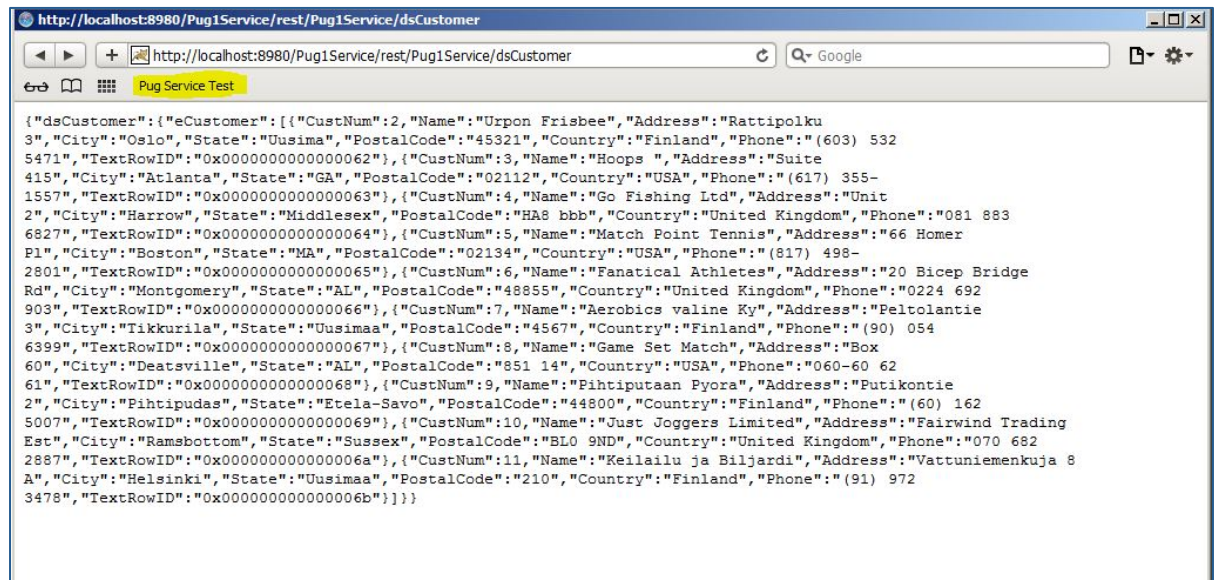 http://localhost:8980/Pug1Service/rest/Pug1Service/dsCustomer
http://localhost:8980/Pug1Service/rest/Pug1Service/dsCustomer
Google
Pug Service Test
{"dsCustomer":{"eCustomer":[{"CustNum":2,"Name":"Urpon Frisbee","Address":"Rattipolku
3","City":"Oslo","State":"Uusima","PostalCode":"45321","Country":"Finland","Phone":"(603) 532
5471","TextRowID":"0x0000000000000062"},{"CustNum":3,"Name":"Hoops ","Address":"Suite
415","City":"Atlanta","State":"GA","PostalCode":"02112","Country":"USA","Phone":"(617) 355-
1557","TextRowID":"0x0000000000000063"},{"CustNum":4,"Name":"Go Fishing Ltd","Address":"Unit
2","City":"Harrow","State":"Middlesex","PostalCode":"HA8 bbb","Country":"United Kingdom","Phone":"081 883
6827","TextRowID":"0x0000000000000064"},{"CustNum":5,"Name":"Match Point Tennis","Address":"66 Homer
Pl","City":"Boston","State":"MA","PostalCode":"02134","Country":"USA","Phone":"(817) 498-
2801","TextRowID":"0x0000000000000065"},{"CustNum":6,"Name":"Fanatical Athletes","Address":"20 Bicep Bridge
Rd","City":"Montgomery","State":"AL","PostalCode":"48855","Country":"United Kingdom","Phone":"0224 692
903","TextRowID":"0x0000000000000066"},{"CustNum":7,"Name":"Aerobics valine Ky","Address":"Peltolantie
3","City":"Tikkurila","State":"Uusimaa","PostalCode":"4567","Country":"Finland","Phone":"(90) 054
6399","TextRowID":"0x0000000000000067"},{"CustNum":8,"Name":"Game Set Match","Address":"Box
60","City":"Deatsville","State":"AL","PostalCode":"851 14","Country":"USA","Phone":"060-60 62
61","TextRowID":"0x0000000000000068"},{"CustNum":9,"Name":"Pihtiputaan Pyora","Address":"Putikontie
2","City":"Pihtipudas","State":"Etela-Savo","PostalCode":"44800","Country":"Finland","Phone":"(60) 162
5007","TextRowID":"0x0000000000000069"},{"CustNum":10,"Name":"Just Joggers Limited","Address":"Fairwind Trading
Est","City":"Ramsbottom","State":"Sussex","PostalCode":"BL0 9ND","Country":"United Kingdom","Phone":"070 682
2887","TextRowID":"0x000000000000006a"},{"CustNum":11,"Name":"Keilailu ja Biljardi","Address":"Vattuniemenkuja 8
A","City":"Helsinki","State":"Uusimaa","PostalCode":"210","Country":"Finland","Phone":"(91) 972
3478","TextRowID":"0x000000000000006b"}]}}